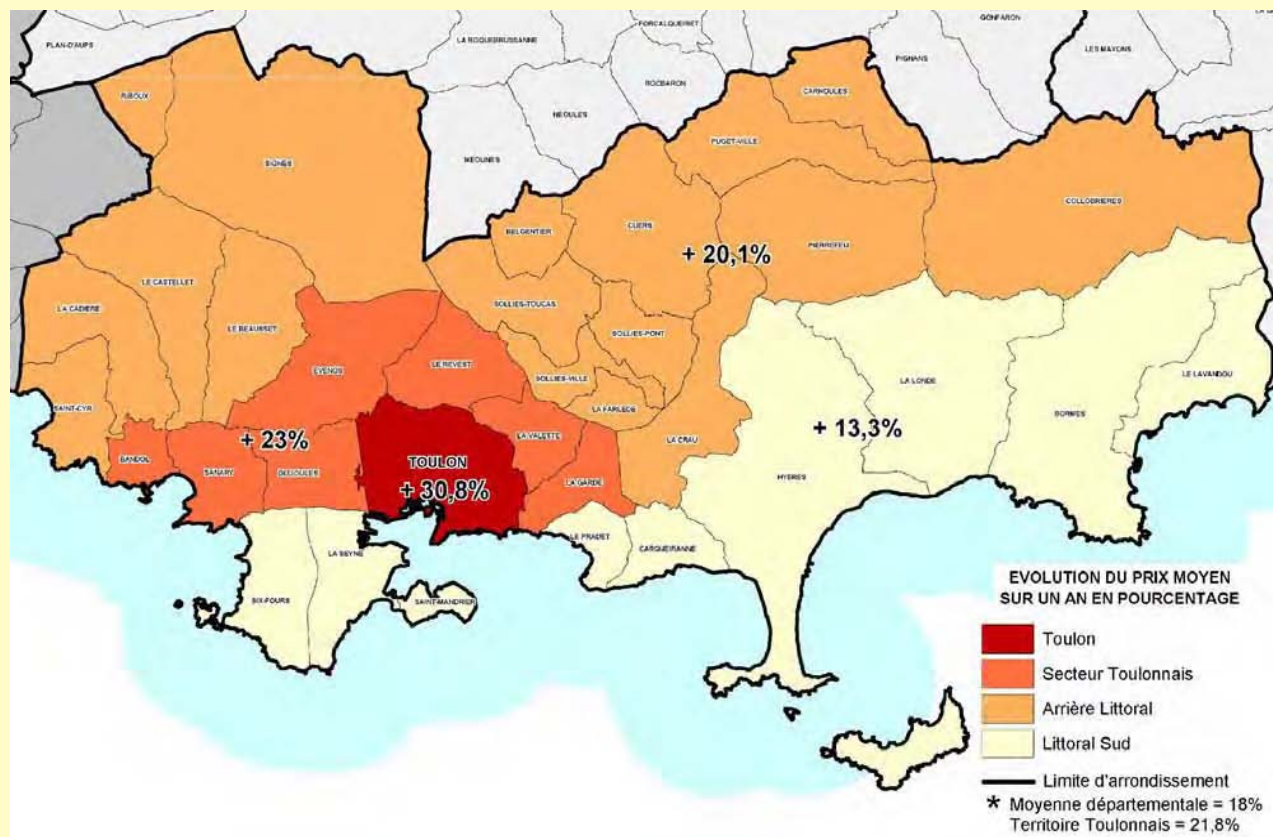 FORCALQUEIRET
GONFARON
PLAN-D'AUPS
LA ROQUEBRUSSANNE
LES MAYONS
PIGNANS
ROCBARON
RIBOUX
CARNOULES
NEOULES
PUGET-VILLE
MEOUNES
SIGNES
COLLOBRIERES
BELGENTIER
CUERS
PIERREFEU
+ 20,1%
LE CASTELLET
SOLLIES-TOUCAS
LA CADIERE
LE BEAUSSET
SOLLIES-PONT
EVENOS
LE REVEST
SOLLIES-VILLE
LA LONDE
LE LAVANDOU
SAINT-CYR
LA FARLEDE
BORMES
+ 23%
LA VALETTE
LA CRAU
+ 13,3%
BANDOL
SANARY
OLLIOULES
TOULON
+ 30,8%
LA GARDE
HYERES
LE PRADET
CARQUEIRANNE
LA SEYNE
SIX-FOURS
SAINT-MANDRIER
EVOLUTION DU PRIX MOYEN
SUR UN AN EN POURCENTAGE
Toulon
Secteur Toulonnais
Arrière Littoral
Littoral Sud
Limite d'arrondissement
* Moyenne départementale = 18%
Territoire Toulonnais = 21,8%